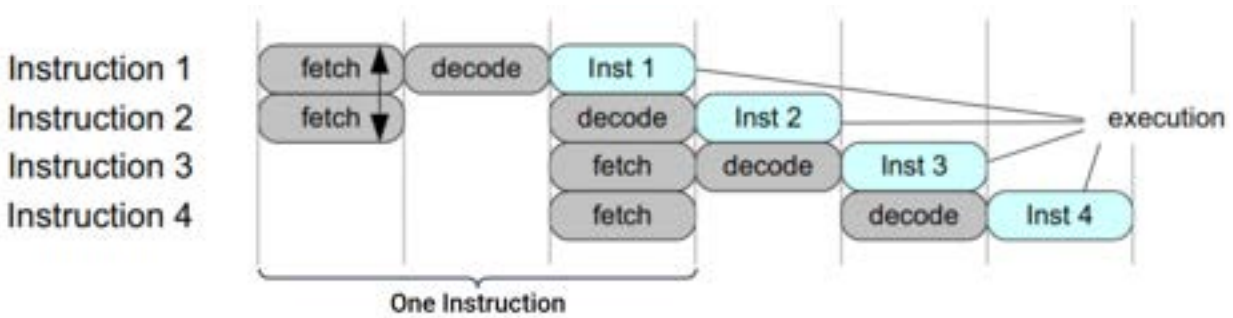 Instruction 1 fetch decode Inst 1
Instruction 2 fetch decode Inst 2 execution
Instruction 3 fetch decode Inst 3
Instruction 4 fetch decode Inst 4
One Instruction